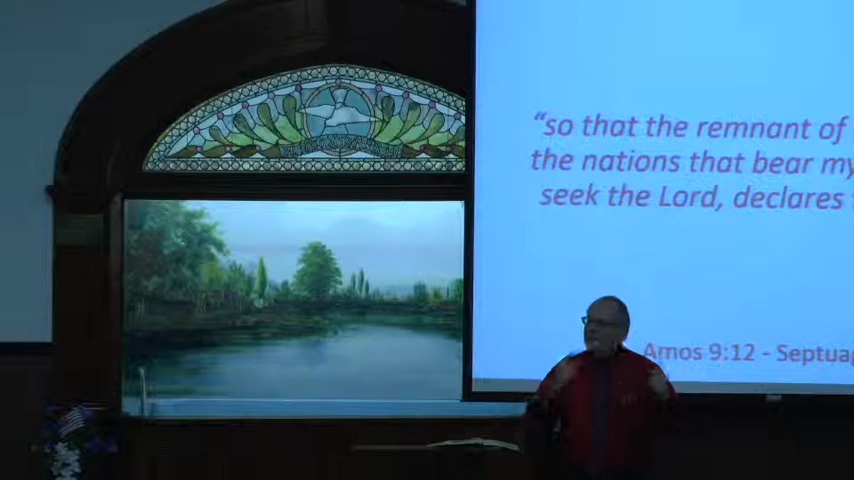 “so that the remnant of
the nations that bear my
seek the Lord, declares
Amos 9:12 - Septua